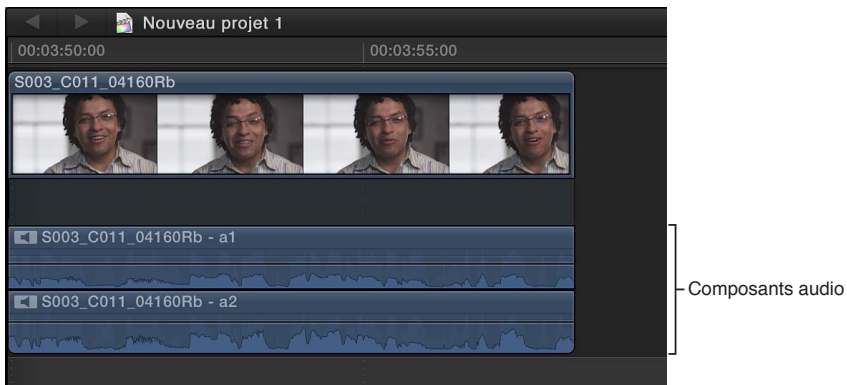 Nouveau projet 1
00:03:50:00
00:03:55:00
S003_C011_04160Rb
S003_C011_04160Rb - a1
S003_C011_04160Rb - a2
Composants audio